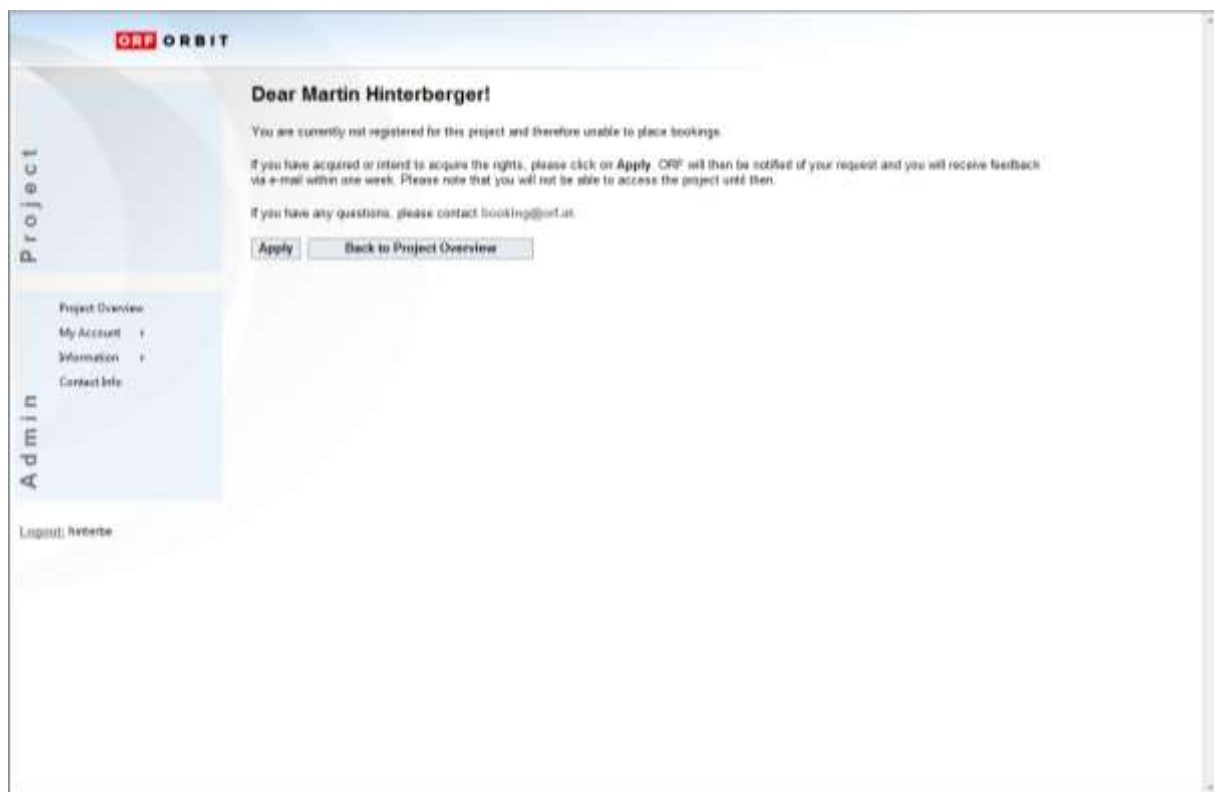 ORF ORBIT
Dear Martin Hinterberger!
You are currently not registered for this project and therefore unable to place bookings.
If you have acquired or intend to acquire the rights, please click on Apply. ORF will then be notified of your request and you will receive feedback
via e-mail within one week. Please note that you will not be able to access the project until then.
If you have any questions, please contact booking@orf.at.
Apply
Back to Project Overview
Project
Project Overview
My Account
Information
Contact Info
Admin
Logout: hinterbe